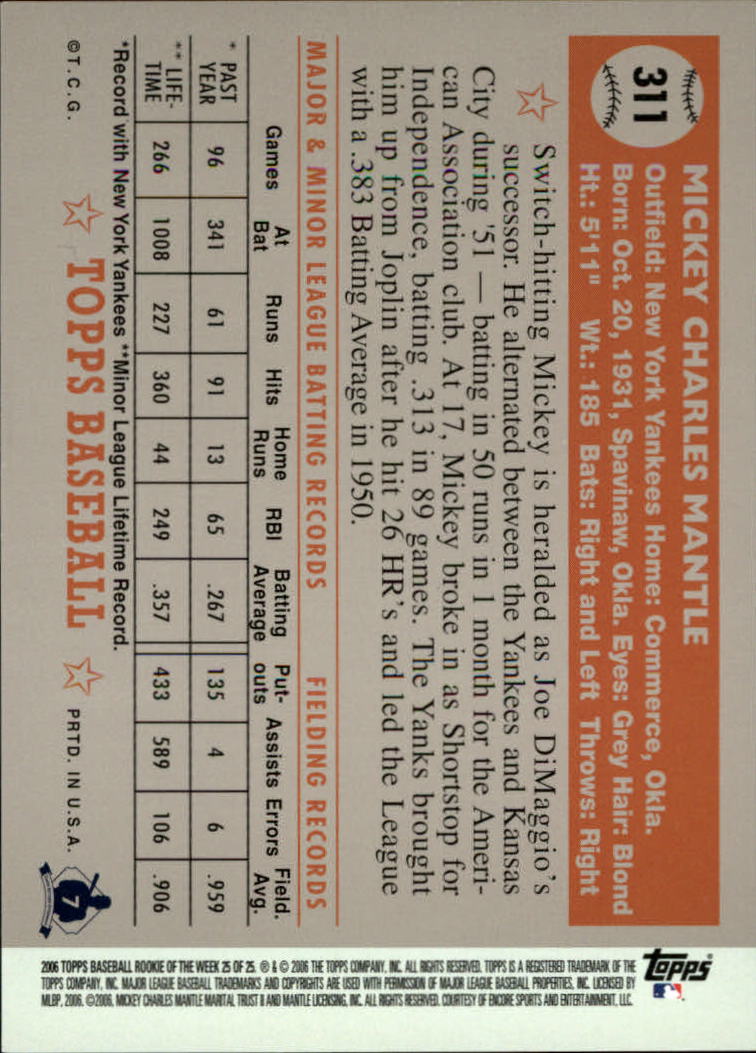 311
MICKEY CHARLES MANTLE
Outfield: New York Yankees Home: Commerce, Okla.
Born: Oct. 20, 1931, Spavinaw, Okla. Eyes: Grey Hair: Blond
Ht.: 5'11" Wt.: 185 Bats: Right and Left Throws: Right
Switch-hitting Mickey is heralded as Joe DiMaggio's
successor. He alternated between the Yankees and Kansas
City during '51 — batting in 50 runs in 1 month for the Ameri-
can Association club. At 17, Mickey broke in as Shortstop for
Independence, batting .313 in 89 games. The Yanks brought
him up from Joplin after he hit 26 HR's and led the League
with a .383 Batting Average in 1950.
MAJOR & MINOR LEAGUE BATTING RECORDS FIELDING RECORDS
Games At Bat Runs Hits Home Runs RBI Batting Average Put-outs Assists Errors Field. Avg.
* PAST YEAR 96 341 61 91 13 65 .267 135 4 6 .959
** LIFE-TIME 266 1008 227 360 44 249 .357 433 589 106 .906
*Record with New York Yankees **Minor League Lifetime Record.
©T.C.G. TOPPS BASEBALL PRTD. IN U.S.A.
7
Topps
2006 TOPPS BASEBALL ROOKIE OF THE WEEK 25 OF 25. ® & © 2006 THE TOPPS COMPANY, INC. ALL RIGHTS RESERVED. TOPPS IS A REGISTERED TRADEMARK OF THE
TOPPS COMPANY, INC. MAJOR LEAGUE BASEBALL TRADEMARKS AND COPYRIGHTS ARE USED WITH PERMISSION OF MAJOR LEAGUE BASEBALL PROPERTIES, INC. LICENSED BY
MLBP, 2006. ©2006, MICKEY CHARLES MANTLE MARITAL TRUST II AND MANTLE LICENSING, INC. ALL RIGHTS RESERVED. COURTESY OF ENCORE SPORTS AND ENTERTAINMENT, LLC.